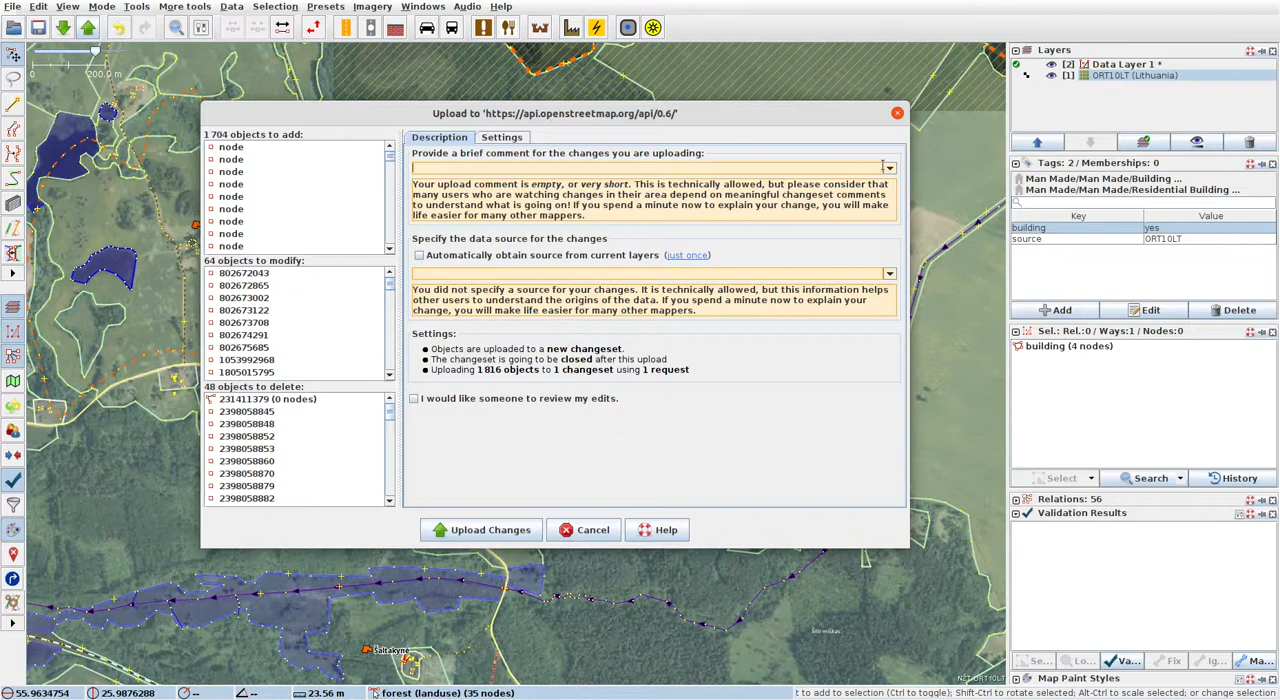 File Edit View Mode Tools More tools Data Selection Presets Imagery Windows Audio Help
200.0 m
Upload to 'https://api.openstreetmap.org/api/0.6/'
1 704 objects to add:
node
node
node
node
node
node
node
node
node
64 objects to modify:
802672043
802672865
802673002
802673122
802673708
802674291
802675685
1053992968
1805015795
48 objects to delete:
231411379 (0 nodes)
2398058845
2398058848
2398058852
2398058853
2398058860
2398058870
2398058879
2398058882
Description Settings
Provide a brief comment for the changes you are uploading:
Your upload comment is empty, or very short. This is technically allowed, but please consider that
many users who are watching changes in their area depend on meaningful changeset comments
to understand what is going on! If you spend a minute now to explain your change, you will make
life easier for many other mappers.
Specify the data source for the changes
Automatically obtain source from current layers (just once)
You did not specify a source for your changes. It is technically allowed, but this information helps
other users to understand the origins of the data. If you spend a minute now to explain your
change, you will make life easier for many other mappers.
Settings:
Objects are uploaded to a new changeset.
The changeset is going to be closed after this upload
Uploading 1 816 objects to 1 changeset using 1 request
I would like someone to review my edits.
Upload Changes Cancel Help
Layers
[2] Data Layer 1 *
[1] ORT10LT (Lithuania)
Tags: 2 / Memberships: 0
Man Made/Man Made/Building ...
Man Made/Man Made/Residential Building ...
Key Value
building yes
source ORT10LT
Add Edit Delete
Sel.: Rel.:0 / Ways:1 / Nodes:0
building (4 nodes)
Select Search History
Relations: 56
Validation Results
Se... Lo... Va... Fix Ig... Ma...
Map Paint Styles
Šaltakynė
Šilo miškas
NŽT ORT10LT
55.9634754 25.9876288 -- -- 23.56 m forest (landuse) (35 nodes)
t to add to selection (Ctrl to toggle); Shift-Ctrl to rotate selected; Alt-Ctrl to scale selected; or change selection